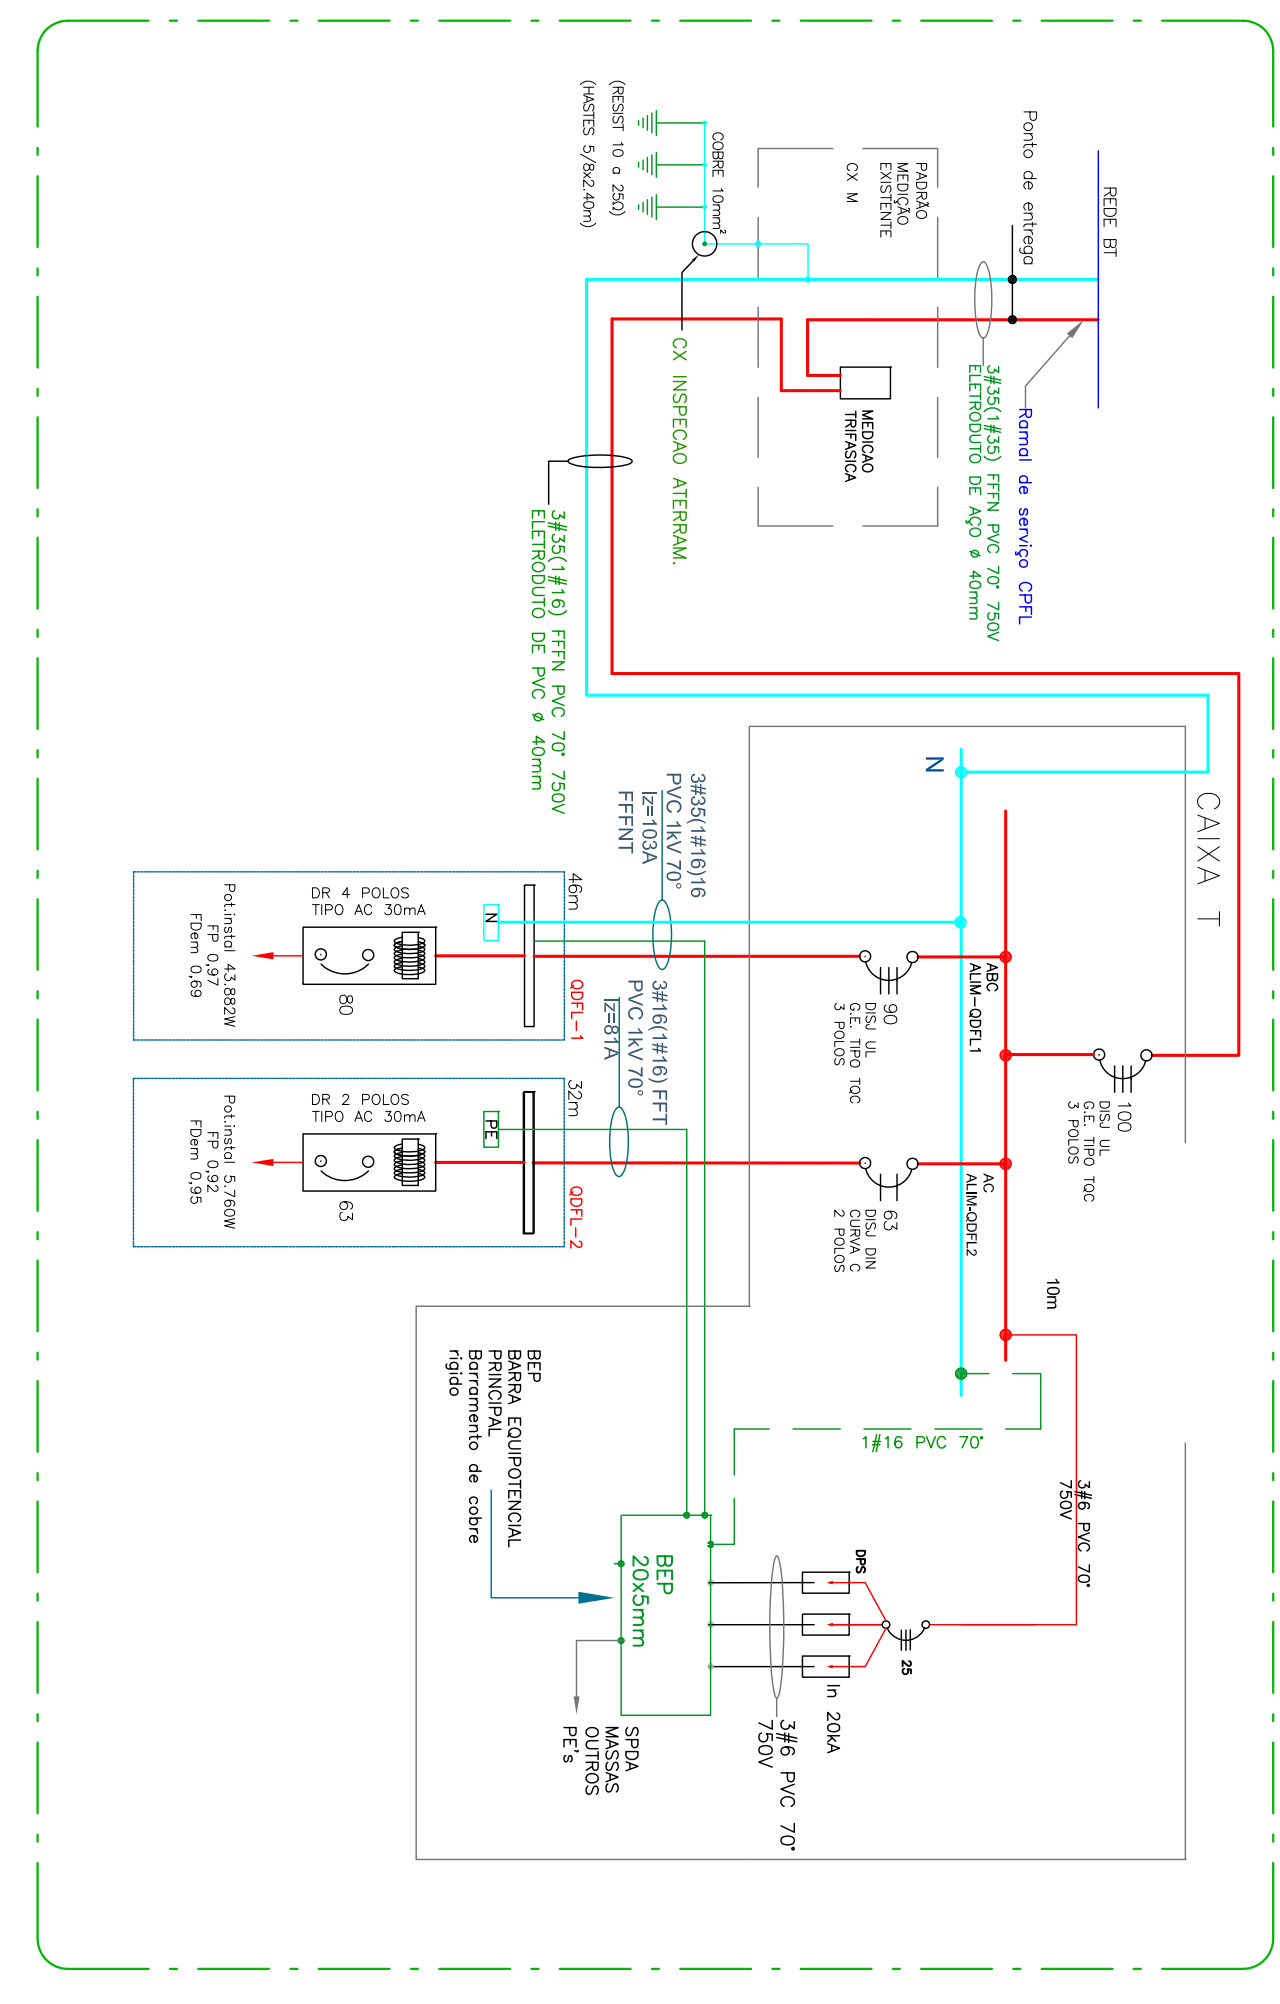 REDE BT
Ponto de entrega
Ramal de serviço CPFL
3#35(1#35) FFFN PVC 70° 750V
ELETRODUTO DE AÇO ø 40mm
PADRÃO
MEDIÇÃO
EXISTENTE
CX M
MEDICAO
TRIFASICA
COBRE 10mm²
(RESIST 10 a 25Ω)
(HASTES 5/8x2.40m)
CX INSPECAO ATERRAM.
3#35(1#16) FFFN PVC 70° 750V
ELETRODUTO DE PVC ø 40mm
CAIXA T
N
100
DISJ UL
G.E. TIPO TQC
3 POLOS
ABC
ALIM-QDFL1
90
DISJ UL
G.E. TIPO TQC
3 POLOS
AC
ALIM-QDFL2
63
DISJ DIN
CURVA C
2 POLOS
3#35(1#16)16
PVC 1kV 70°
Iz=103A
FFFNT
3#16(1#16) FFT
PVC 1kV 70°
Iz=81A
46m
QDFL-1
N
DR 4 POLOS
TIPO AC 30mA
80
Pot.instal 43.882W
FP 0,97
FDem 0,69
32m
QDFL-2
PE
DR 2 POLOS
TIPO AC 30mA
63
Pot.instal 5.760W
FP 0,92
FDem 0,95
10m
3#6 PVC 70°
750V
1#16 PVC 70°
DPS
25
In 20kA
3#6 PVC 70°
750V
BEP
20x5mm
BEP
BARRA EQUIPOTENCIAL
PRINCIPAL
Barramento de cobre
rigido
SPDA
MASSAS
OUTROS
PE's